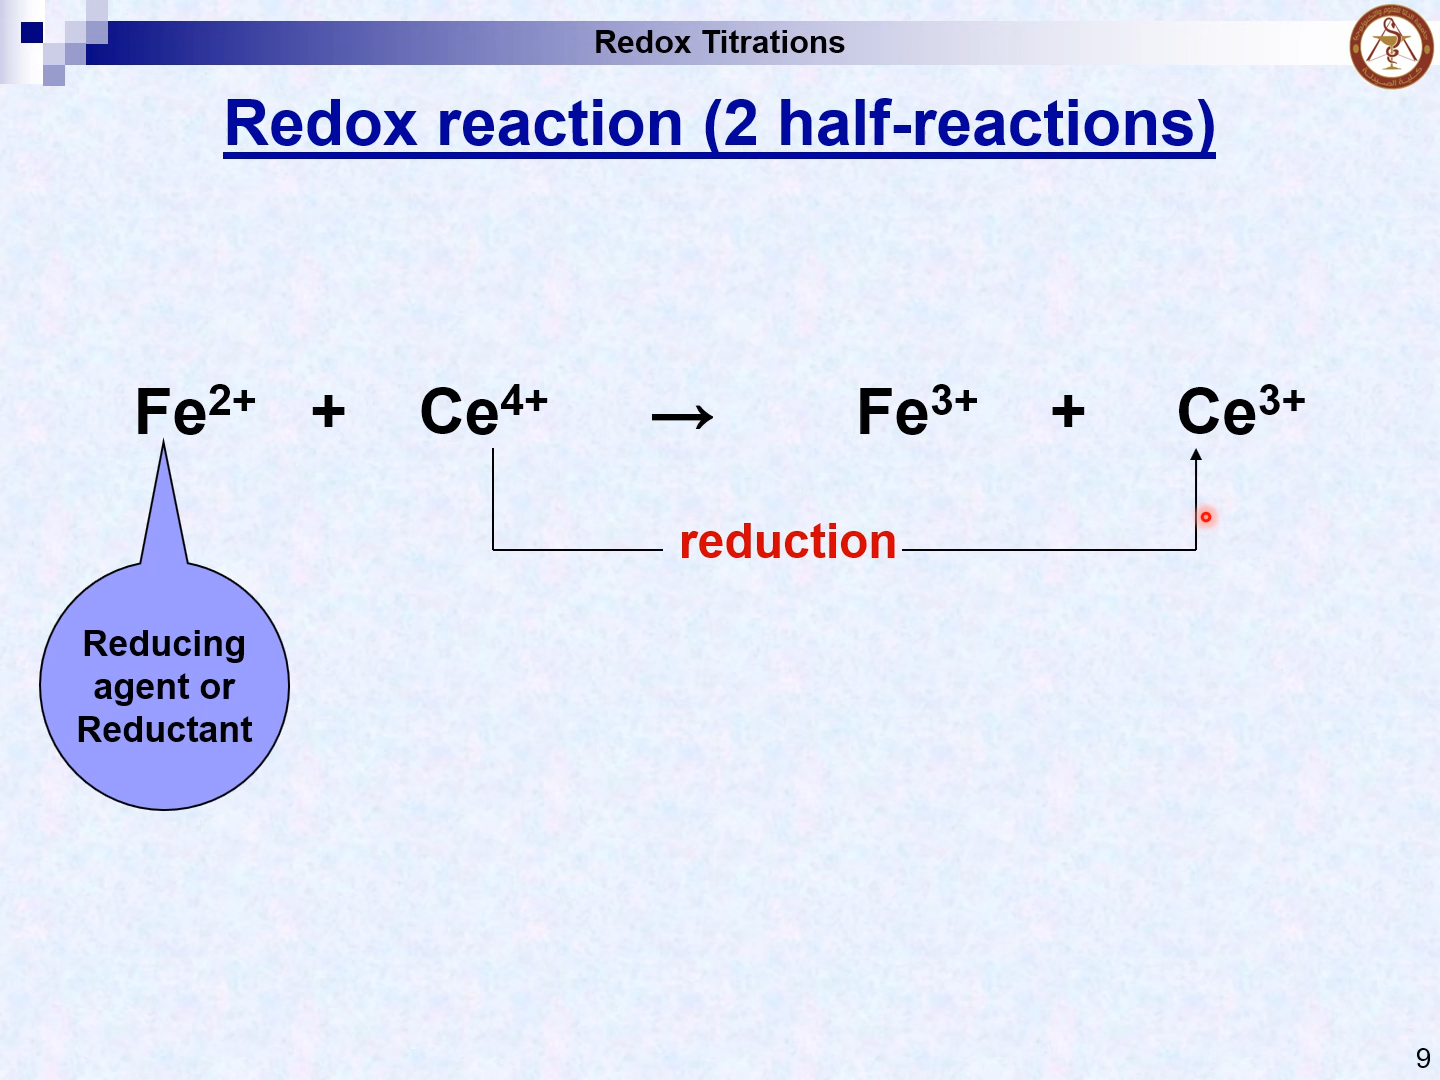 Redox Titrations
Redox reaction (2 half-reactions)
Fe²⁺ + Ce⁴⁺ → Fe³⁺ + Ce³⁺
reduction
Reducing
agent or
Reductant
9